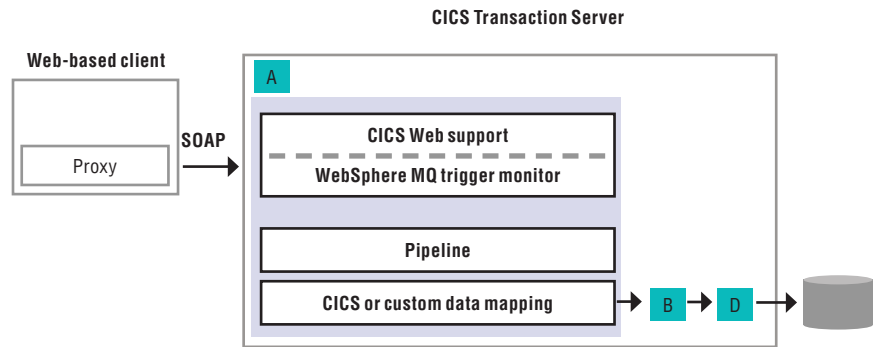 CICS Transaction Server
Web-based client
A
SOAP
CICS Web support
Proxy
WebSphere MQ trigger monitor
Pipeline
CICS or custom data mapping
B
D